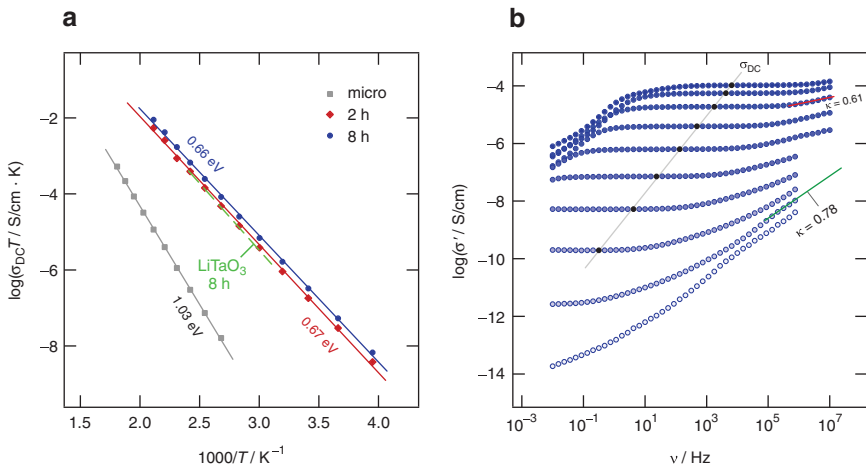 a
log(σDCT / S/cm · K)
−2
−4
−6
−8
micro
2 h
8 h
0.66 eV
LiTaO3
8 h
0.67 eV
1.03 eV
1.5
2.0
2.5
3.0
3.5
4.0
1000/T / K−1
b
log(σ′ / S/cm)
−4
−6
−8
−10
−12
−14
σDC
κ = 0.61
κ = 0.78
10−3
10−1
101
103
105
107
ν / Hz